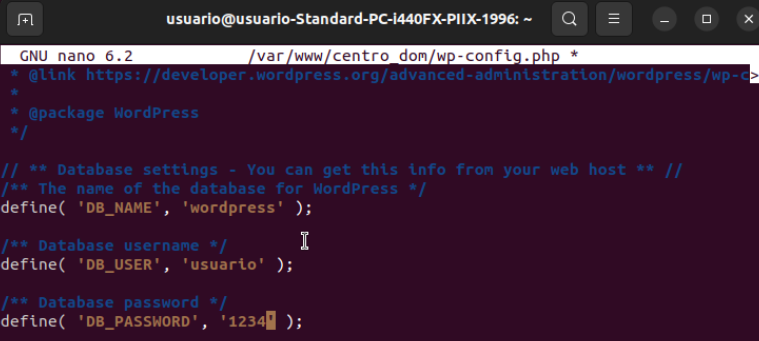 usuario@usuario-Standard-PC-i440FX-PIIX-1996: ~
GNU nano 6.2 /var/www/centro_dom/wp-config.php *
* @link https://developer.wordpress.org/advanced-administration/wordpress/wp-c>
*
* @package WordPress
*/
// ** Database settings - You can get this info from your web host ** //
/** The name of the database for WordPress */
define( 'DB_NAME', 'wordpress' );
/** Database username */
define( 'DB_USER', 'usuario' );
/** Database password */
define( 'DB_PASSWORD', '1234' );